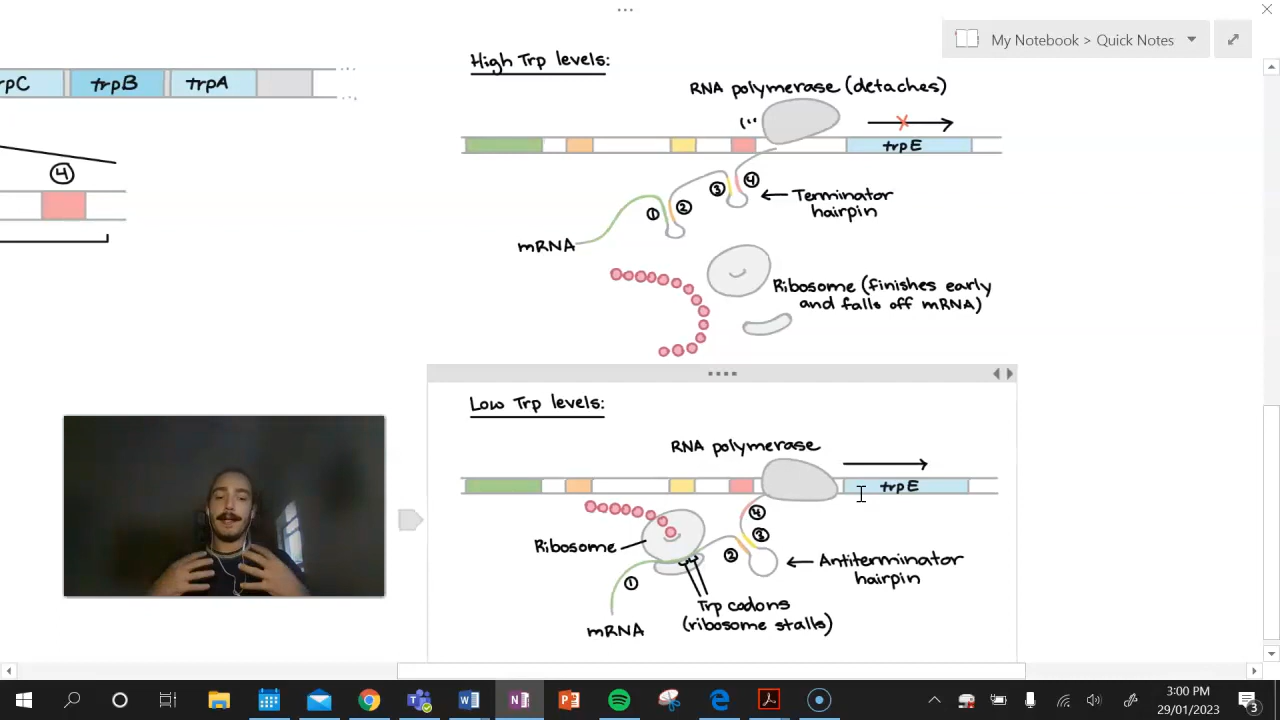 My Notebook > Quick Notes
rpC
trpB
trpA
4
High Trp levels:
RNA polymerase (detaches)
trpE
3
4
1
2
Terminator
hairpin
mRNA
Ribosome (finishes early
and falls off mRNA)
Low Trp levels:
RNA polymerase
trpE
4
3
Ribosome
2
Antiterminator
hairpin
1
Trp codons
(ribosome stalls)
mRNA
3:00 PM
29/01/2023
3